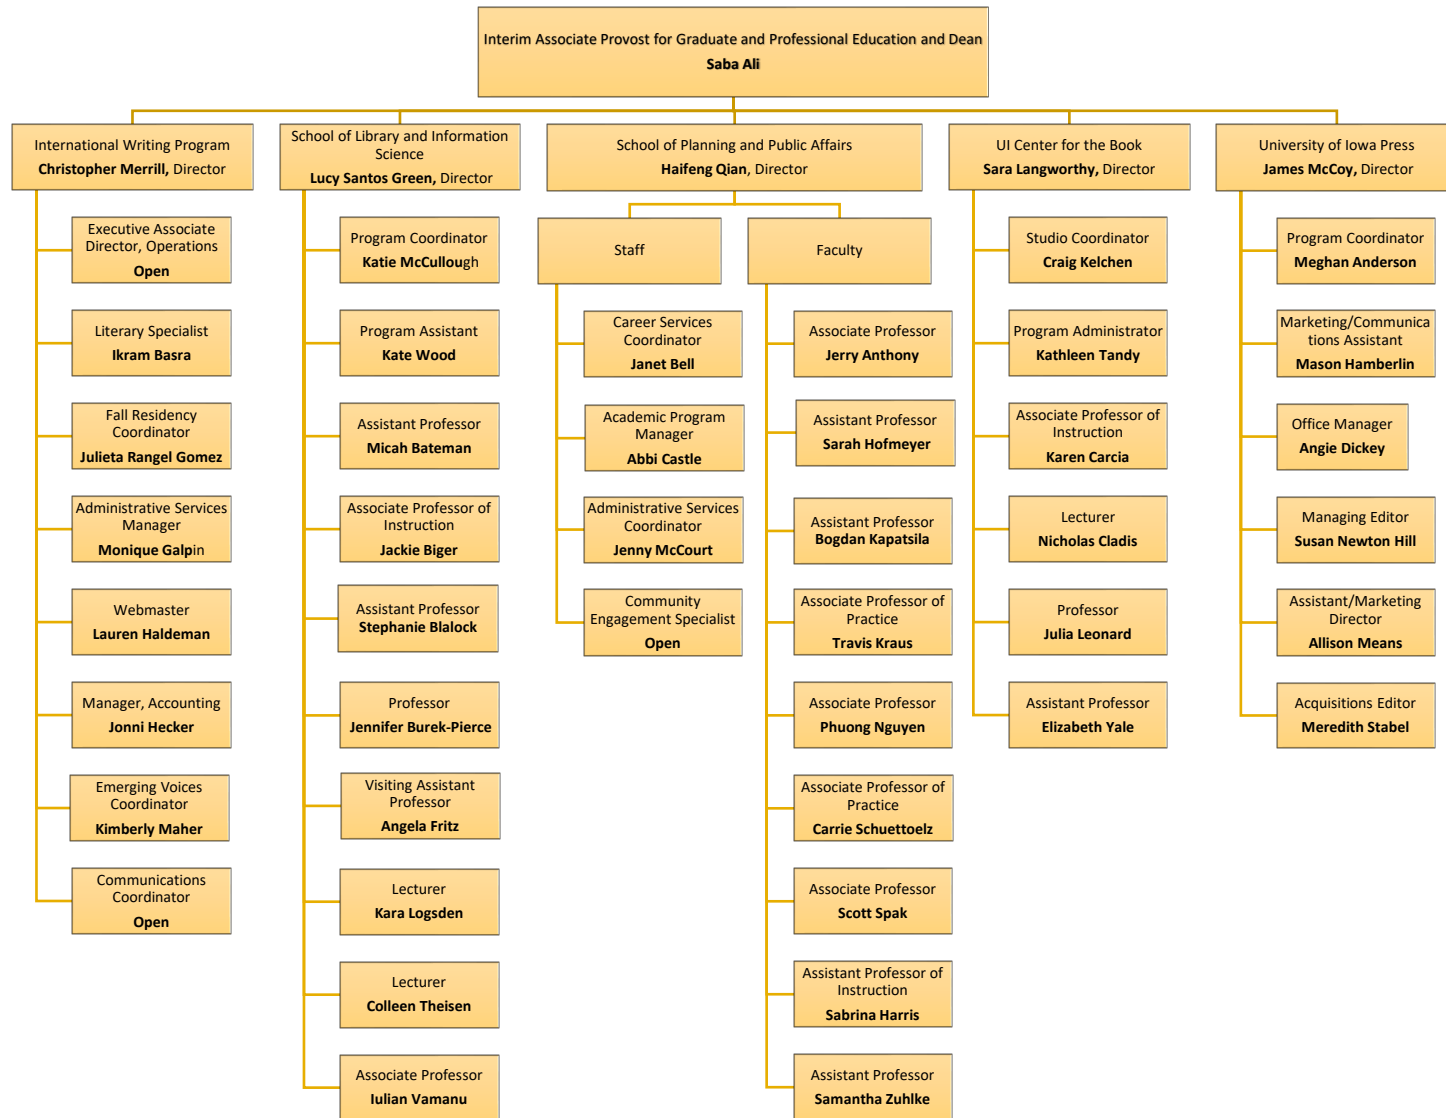 Interim Associate Provost for Graduate and Professional Education and Dean
Saba Ali
International Writing Program
Christopher Merrill, Director
Executive Associate
Director, Operations
Open
Literary Specialist
Ikram Basra
Fall Residency
Coordinator
Julieta Rangel Gomez
Administrative Services
Manager
Monique Galpin
Webmaster
Lauren Haldeman
Manager, Accounting
Jonni Hecker
Emerging Voices
Coordinator
Kimberly Maher
Communications
Coordinator
Open
School of Library and Information
Science
Lucy Santos Green, Director
Program Coordinator
Katie McCullough
Program Assistant
Kate Wood
Assistant Professor
Micah Bateman
Associate Professor of
Instruction
Jackie Biger
Assistant Professor
Stephanie Blalock
Professor
Jennifer Burek-Pierce
Visiting Assistant
Professor
Angela Fritz
Lecturer
Kara Logsden
Lecturer
Colleen Theisen
Associate Professor
Iulian Vamanu
School of Planning and Public Affairs
Haifeng Qian, Director
Staff
Career Services
Coordinator
Janet Bell
Academic Program
Manager
Abbi Castle
Administrative Services
Coordinator
Jenny McCourt
Community
Engagement Specialist
Open
Faculty
Associate Professor
Jerry Anthony
Assistant Professor
Sarah Hofmeyer
Assistant Professor
Bogdan Kapatsila
Associate Professor of
Practice
Travis Kraus
Associate Professor
Phuong Nguyen
Associate Professor of
Practice
Carrie Schuettoelz
Associate Professor
Scott Spak
Assistant Professor of
Instruction
Sabrina Harris
Assistant Professor
Samantha Zuhlke
UI Center for the Book
Sara Langworthy, Director
Studio Coordinator
Craig Kelchen
Program Administrator
Kathleen Tandy
Associate Professor of
Instruction
Karen Carcia
Lecturer
Nicholas Cladis
Professor
Julia Leonard
Assistant Professor
Elizabeth Yale
University of Iowa Press
James McCoy, Director
Program Coordinator
Meghan Anderson
Marketing/Communica
tions Assistant
Mason Hamberlin
Office Manager
Angie Dickey
Managing Editor
Susan Newton Hill
Assistant/Marketing
Director
Allison Means
Acquisitions Editor
Meredith Stabel